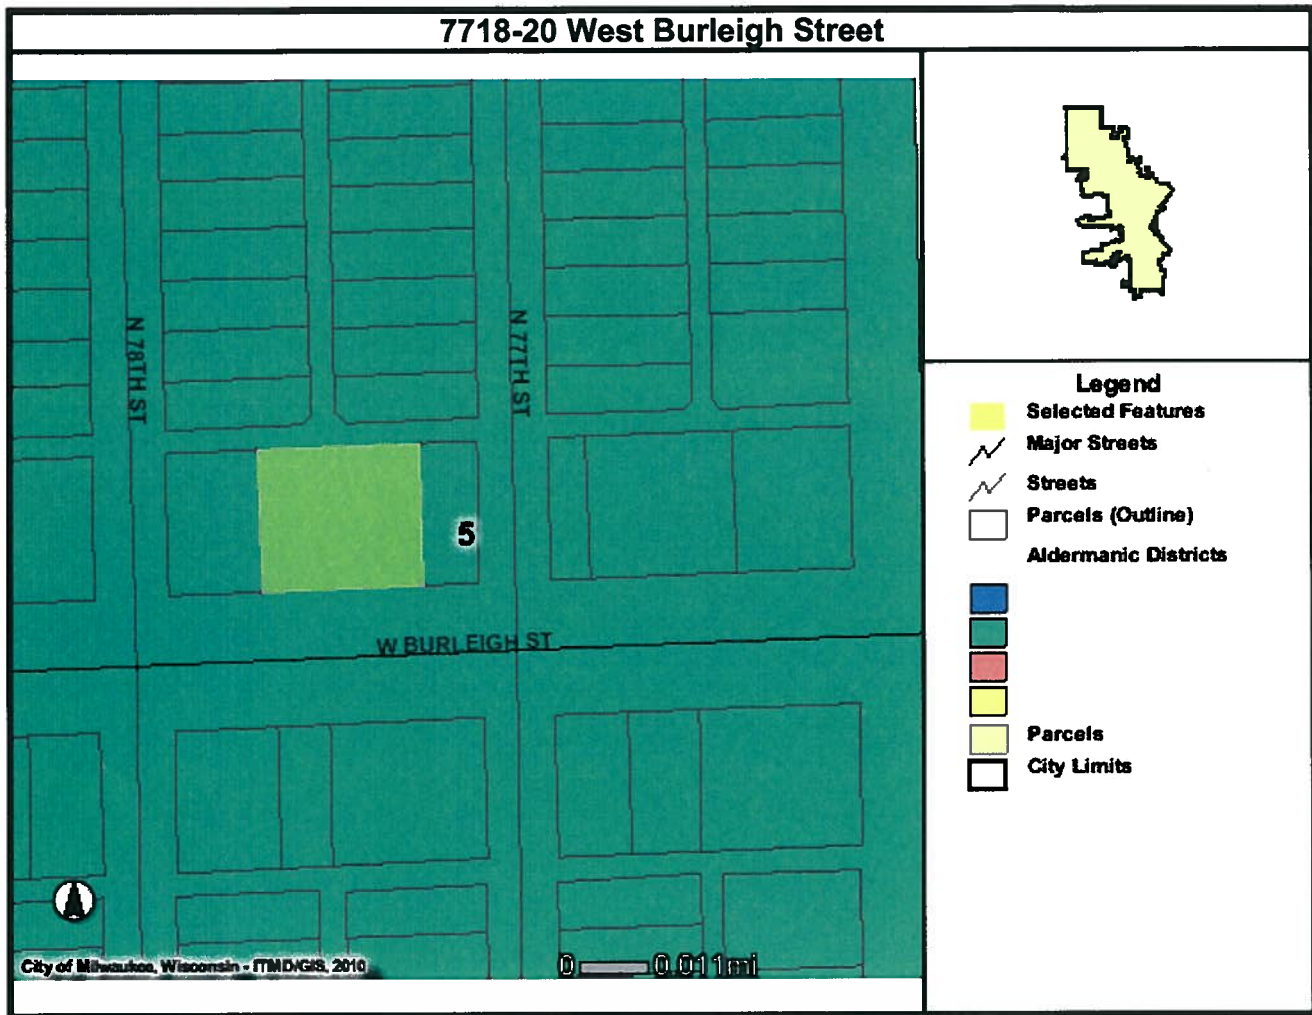 7718-20 West Burleigh Street
N 78TH ST
N 77TH ST
5
W BURLEIGH ST
City of Milwaukee, Wisconsin - ITMD/GIS, 2010
0 0.011mi
Legend
Selected Features
Major Streets
Streets
Parcels (Outline)
Aldermanic Districts
Parcels
City Limits